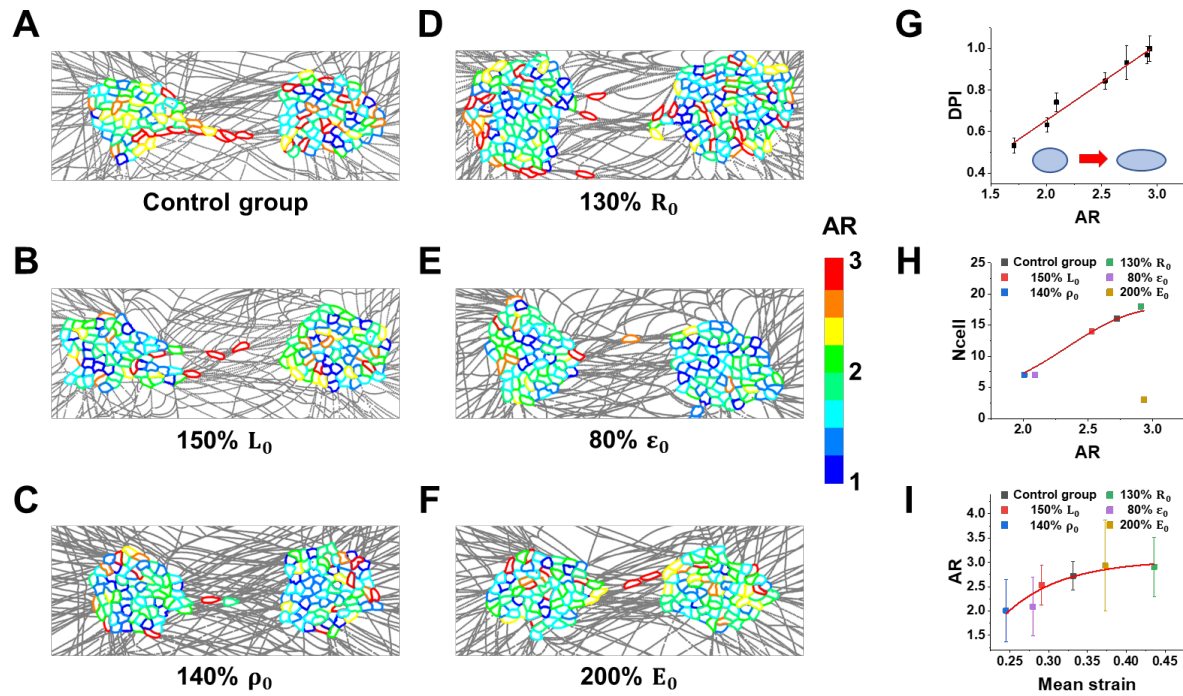 A
Control group
B
150% L₀
C
140% ρ₀
D
130% R₀
E
80% ε₀
F
200% E₀
AR
3
2
1
G
DPI
1.0
0.8
0.6
0.4
1.5 2.0 2.5 3.0
AR
H
Ncell
25
20
15
10
5
0
Control group 130% R₀
150% L₀ 80% ε₀
140% ρ₀ 200% E₀
2.0 2.5 3.0
AR
I
AR
4.0
3.5
3.0
2.5
2.0
1.5
Control group 130% R₀
150% L₀ 80% ε₀
140% ρ₀ 200% E₀
0.25 0.30 0.35 0.40 0.45
Mean strain